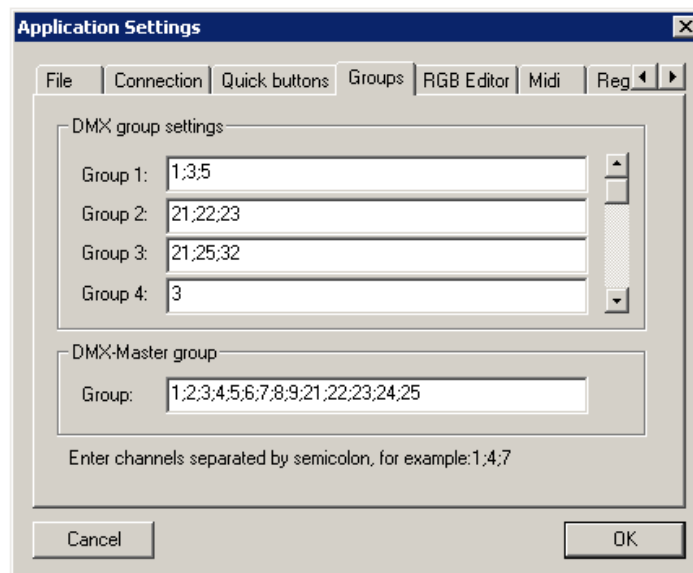 Application Settings
File Connection Quick buttons Groups RGB Editor Midi Reg
DMX group settings
Group 1: 1;3;5
Group 2: 21;22;23
Group 3: 21;25;32
Group 4: 3
DMX-Master group
Group: 1;2;3;4;5;6;7;8;9;21;22;23;24;25
Enter channels separated by semicolon, for example:1;4;7
Cancel OK